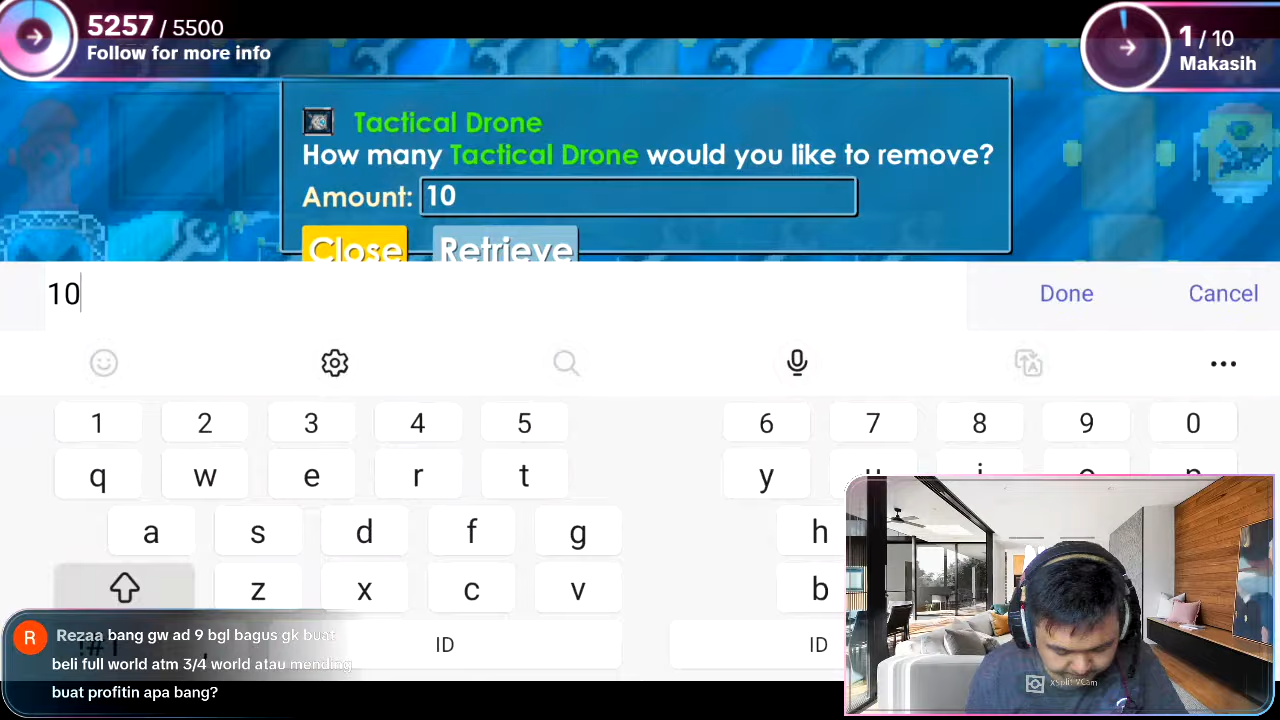 5257 / 5500
Follow for more info
1 / 10
Makasih
Tactical Drone
How many Tactical Drone would you like to remove?
Amount: 10
Close Retrieve
10
Done Cancel
1 2 3 4 5 6 7 8 9 0
q w e r t y
a s d f g h
z x c v b
ID ID
R
Rezaa bang gw ad 9 bgl bagus gk buat
beli full world atm 3/4 world atau mending
buat profitin apa bang?
XSplit VCam